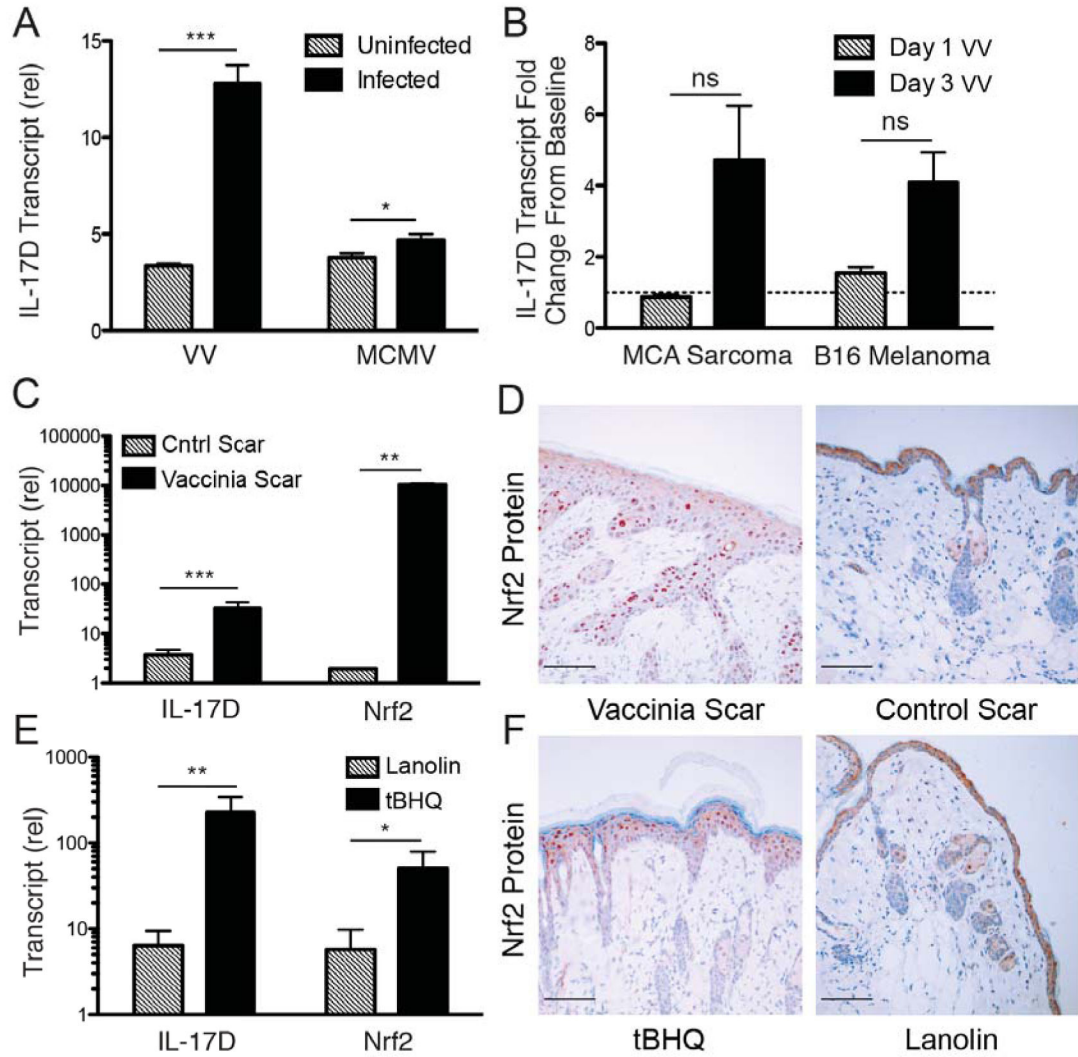 A
IL-17D Transcript (rel)
15
10
5
0
***
*
Uninfected
Infected
VV
MCMV
B
IL-17D Transcript Fold
Change From Baseline
8
6
4
2
0
ns
ns
Day 1 VV
Day 3 VV
MCA Sarcoma
B16 Melanoma
C
Transcript (rel)
100000
10000
1000
100
10
1
Cntrl Scar
Vaccinia Scar
***
**
IL-17D
Nrf2
D
Nrf2 Protein
Vaccinia Scar
Control Scar
E
Transcript (rel)
1000
100
10
1
**
*
Lanolin
tBHQ
IL-17D
Nrf2
F
Nrf2 Protein
tBHQ
Lanolin